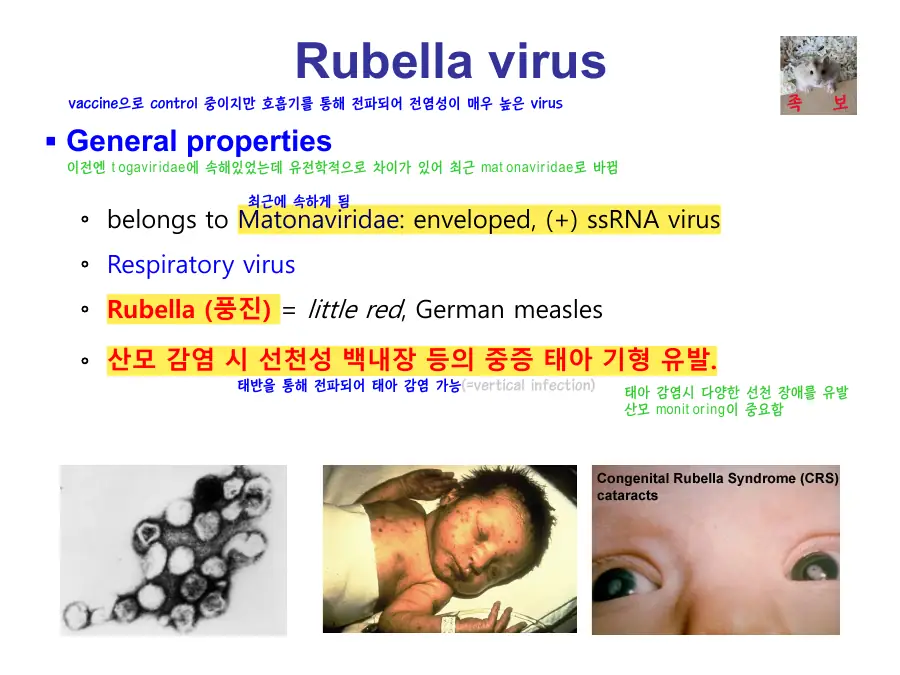 Rubella virus
족 보
vaccine으로 control 중이지만 호흡기를 통해 전파되어 전염성이 매우 높은 virus
▪ General properties
이전엔 togaviridae에 속해있었는데 유전학적으로 차이가 있어 최근 matonaviridae로 바뀜
최근에 속하게 됨
belongs to Matonaviridae: enveloped, (+) ssRNA virus
Respiratory virus
Rubella (풍진) = little red, German measles
산모 감염 시 선천성 백내장 등의 중증 태아 기형 유발.
태반을 통해 전파되어 태아 감염 가능(=vertical infection)
태아 감염시 다양한 선천 장애를 유발
산모 monitoring이 중요함
Congenital Rubella Syndrome (CRS)
cataracts